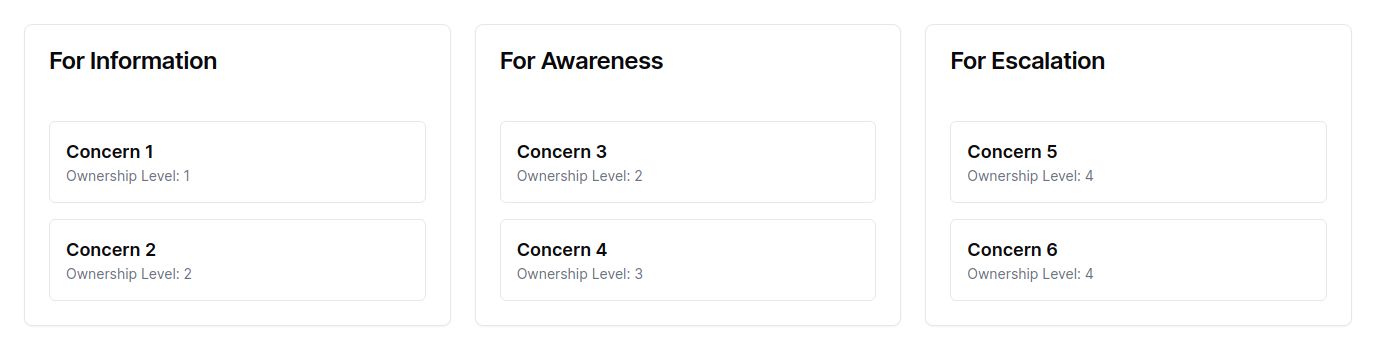 For Information
Concern 1
Ownership Level: 1
Concern 2
Ownership Level: 2
For Awareness
Concern 3
Ownership Level: 2
Concern 4
Ownership Level: 3
For Escalation
Concern 5
Ownership Level: 4
Concern 6
Ownership Level: 4